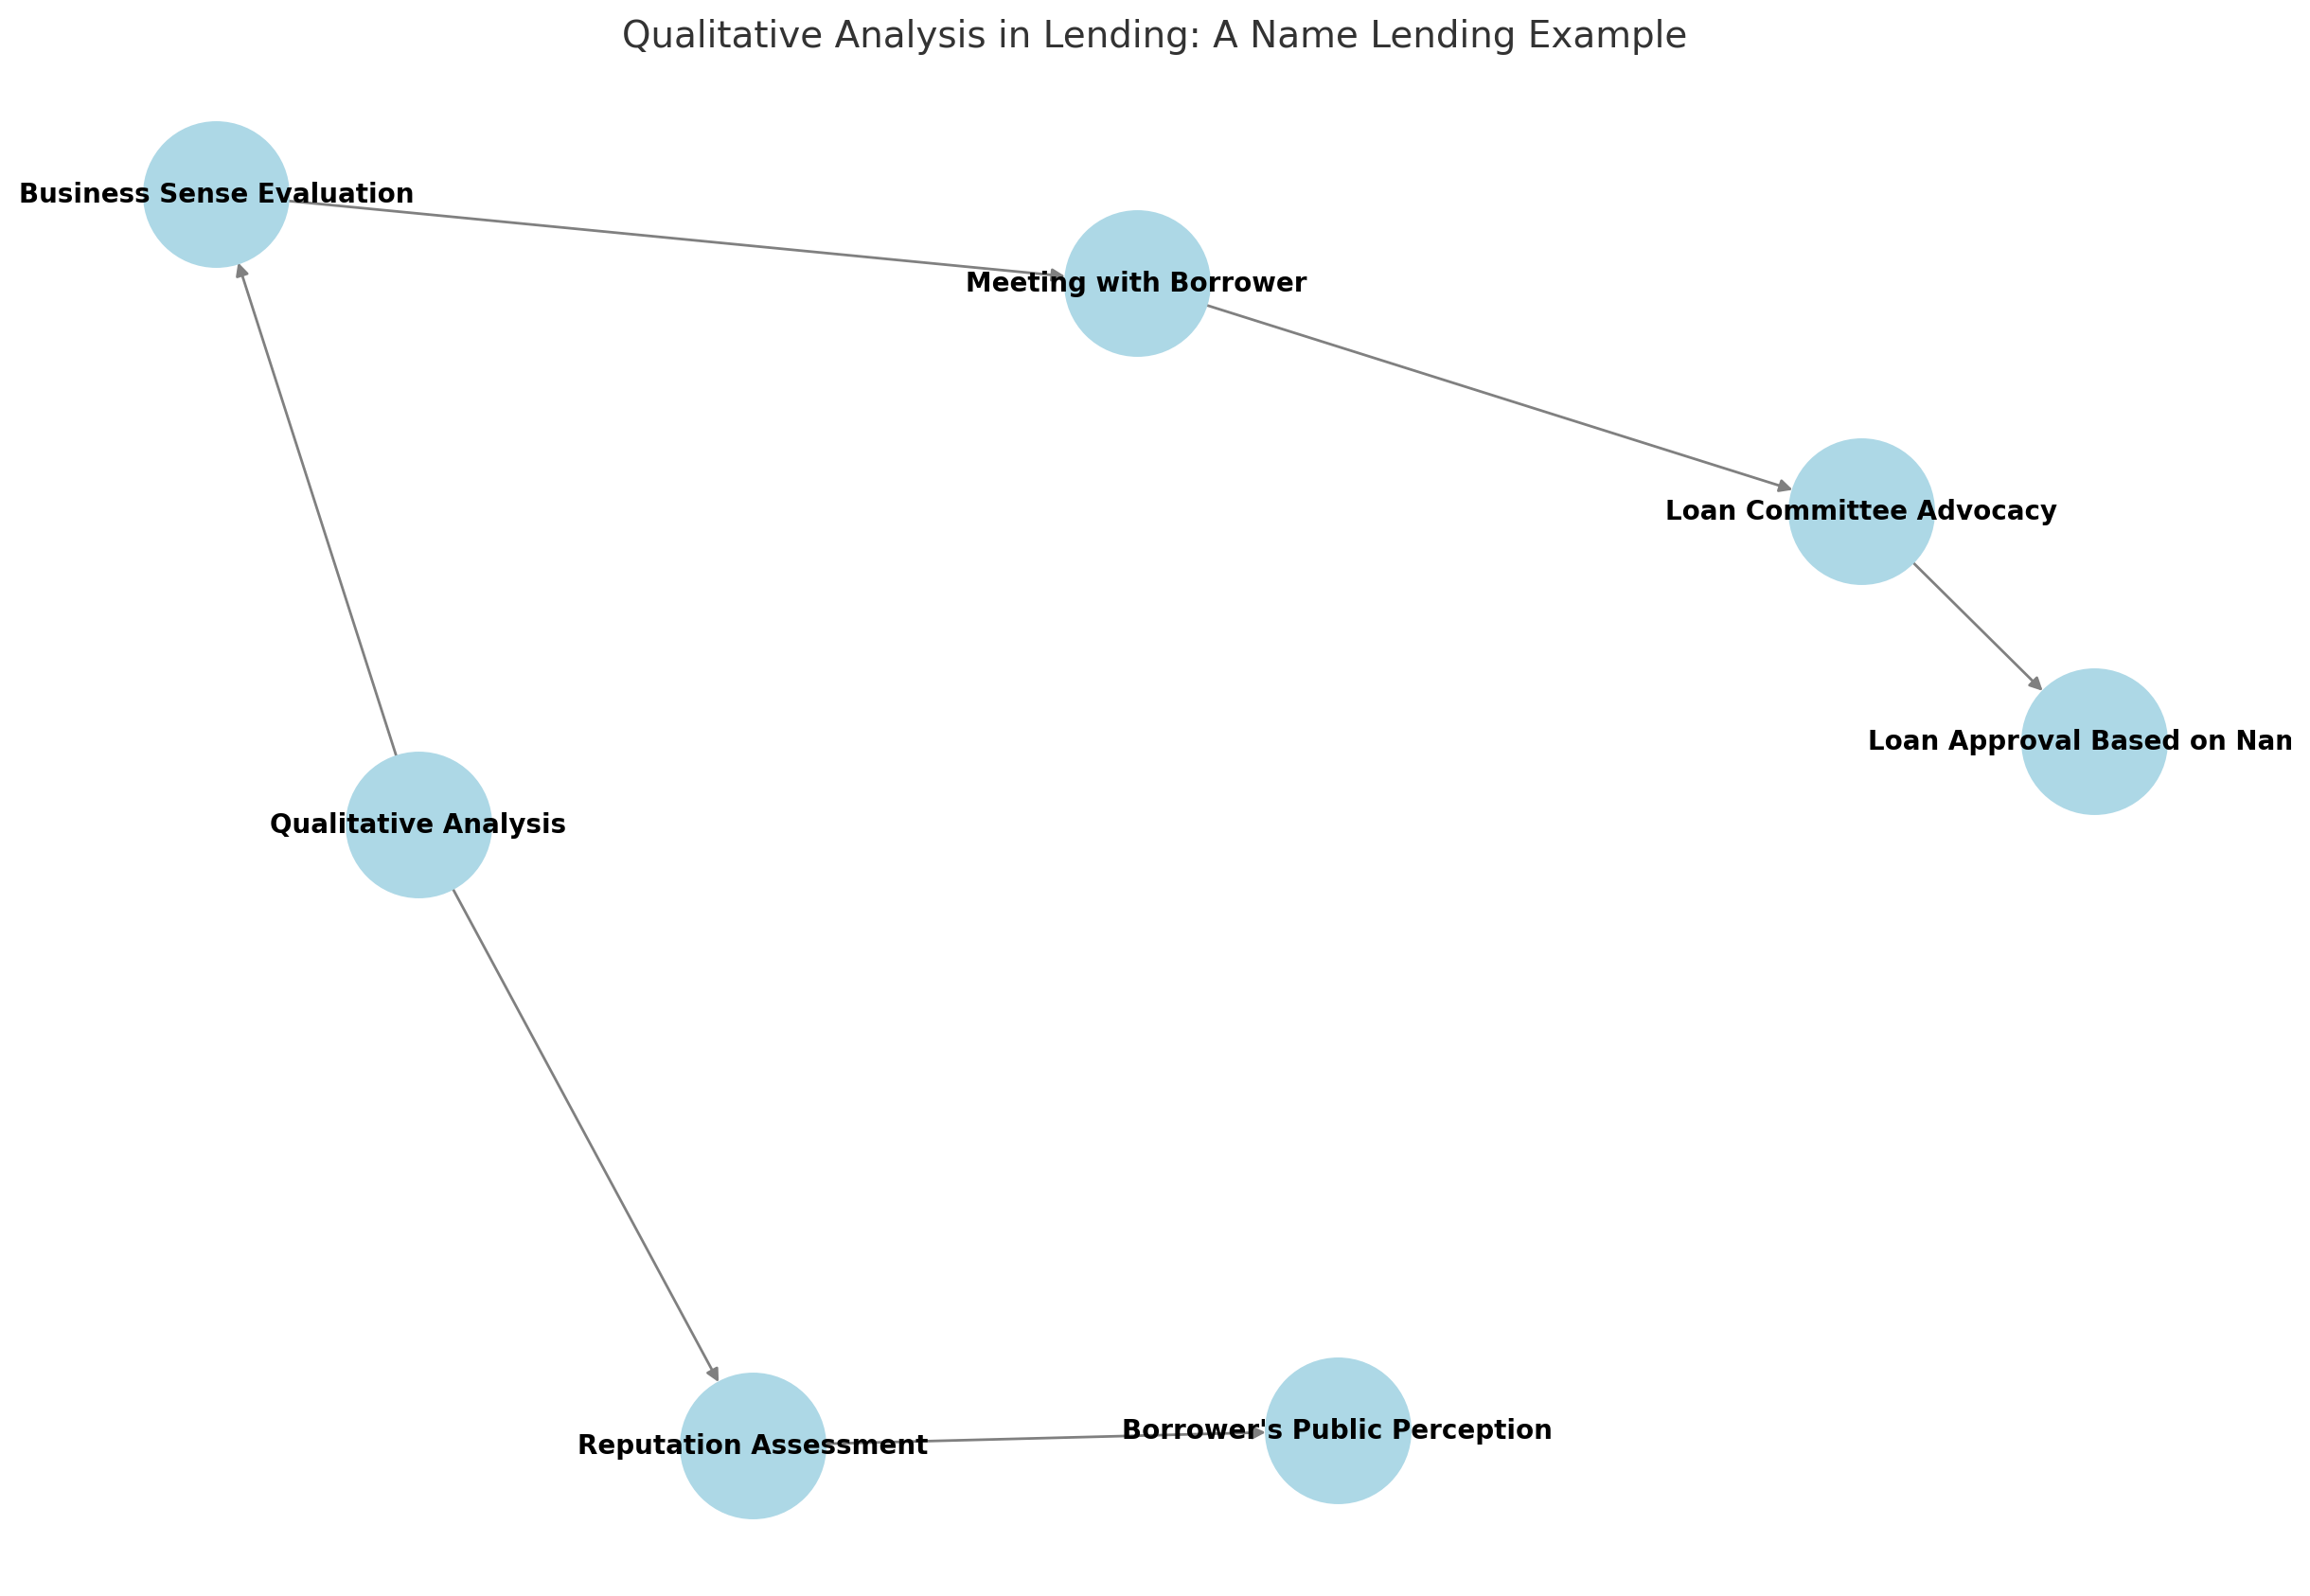 Qualitative Analysis in Lending: A Name Lending Example
Business Sense Evaluation
Meeting with Borrower
Loan Committee Advocacy
Loan Approval Based on Nan
Qualitative Analysis
Reputation Assessment
Borrower's Public Perception